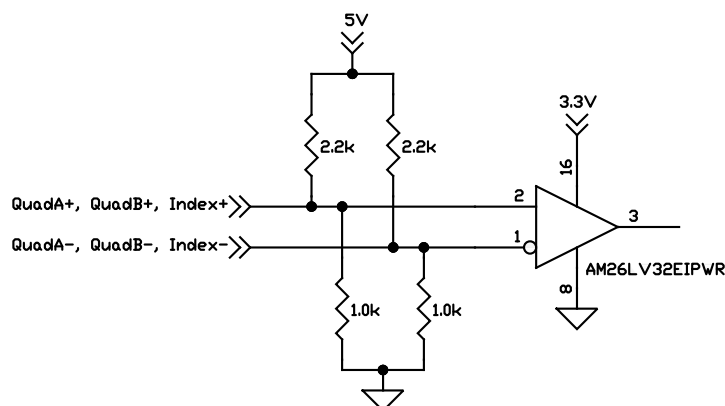 5V
3.3V
2.2k
2.2k
16
QuadA+, QuadB+, Index+
2
3
QuadA-, QuadB-, Index-
1
AM26LV32EIPWR
8
1.0k
1.0k